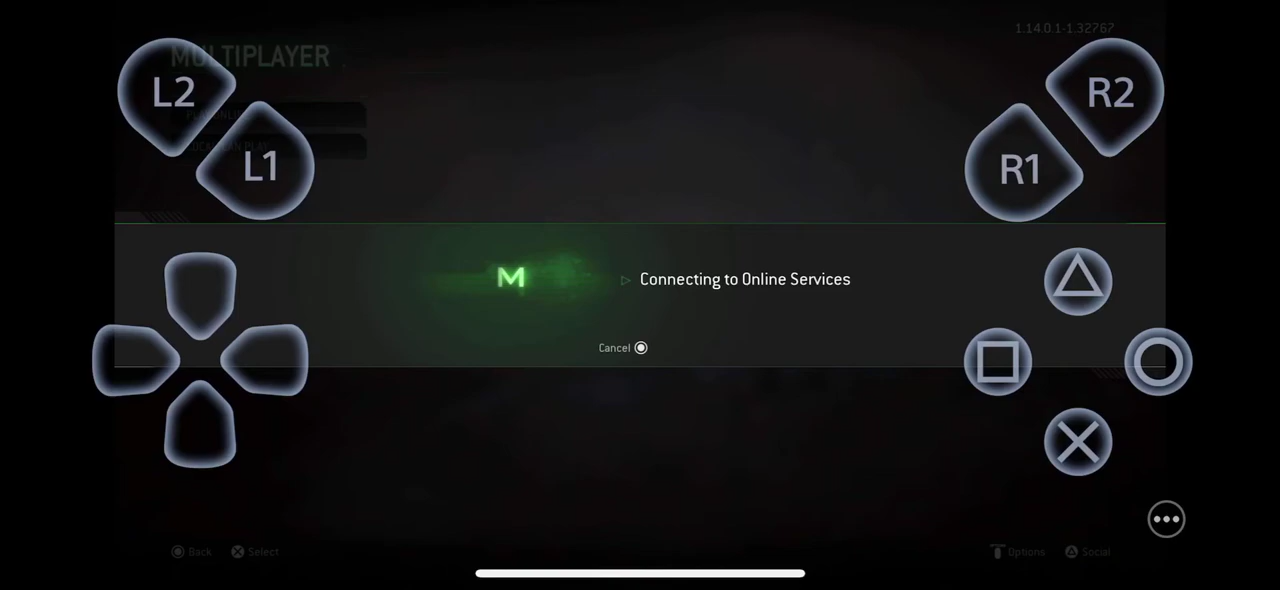 1.14.0.1-1.32767
MULTIPLAYER
L2
R2
L1
R1
M
Connecting to Online Services
Cancel
Back
Select
Options
Social